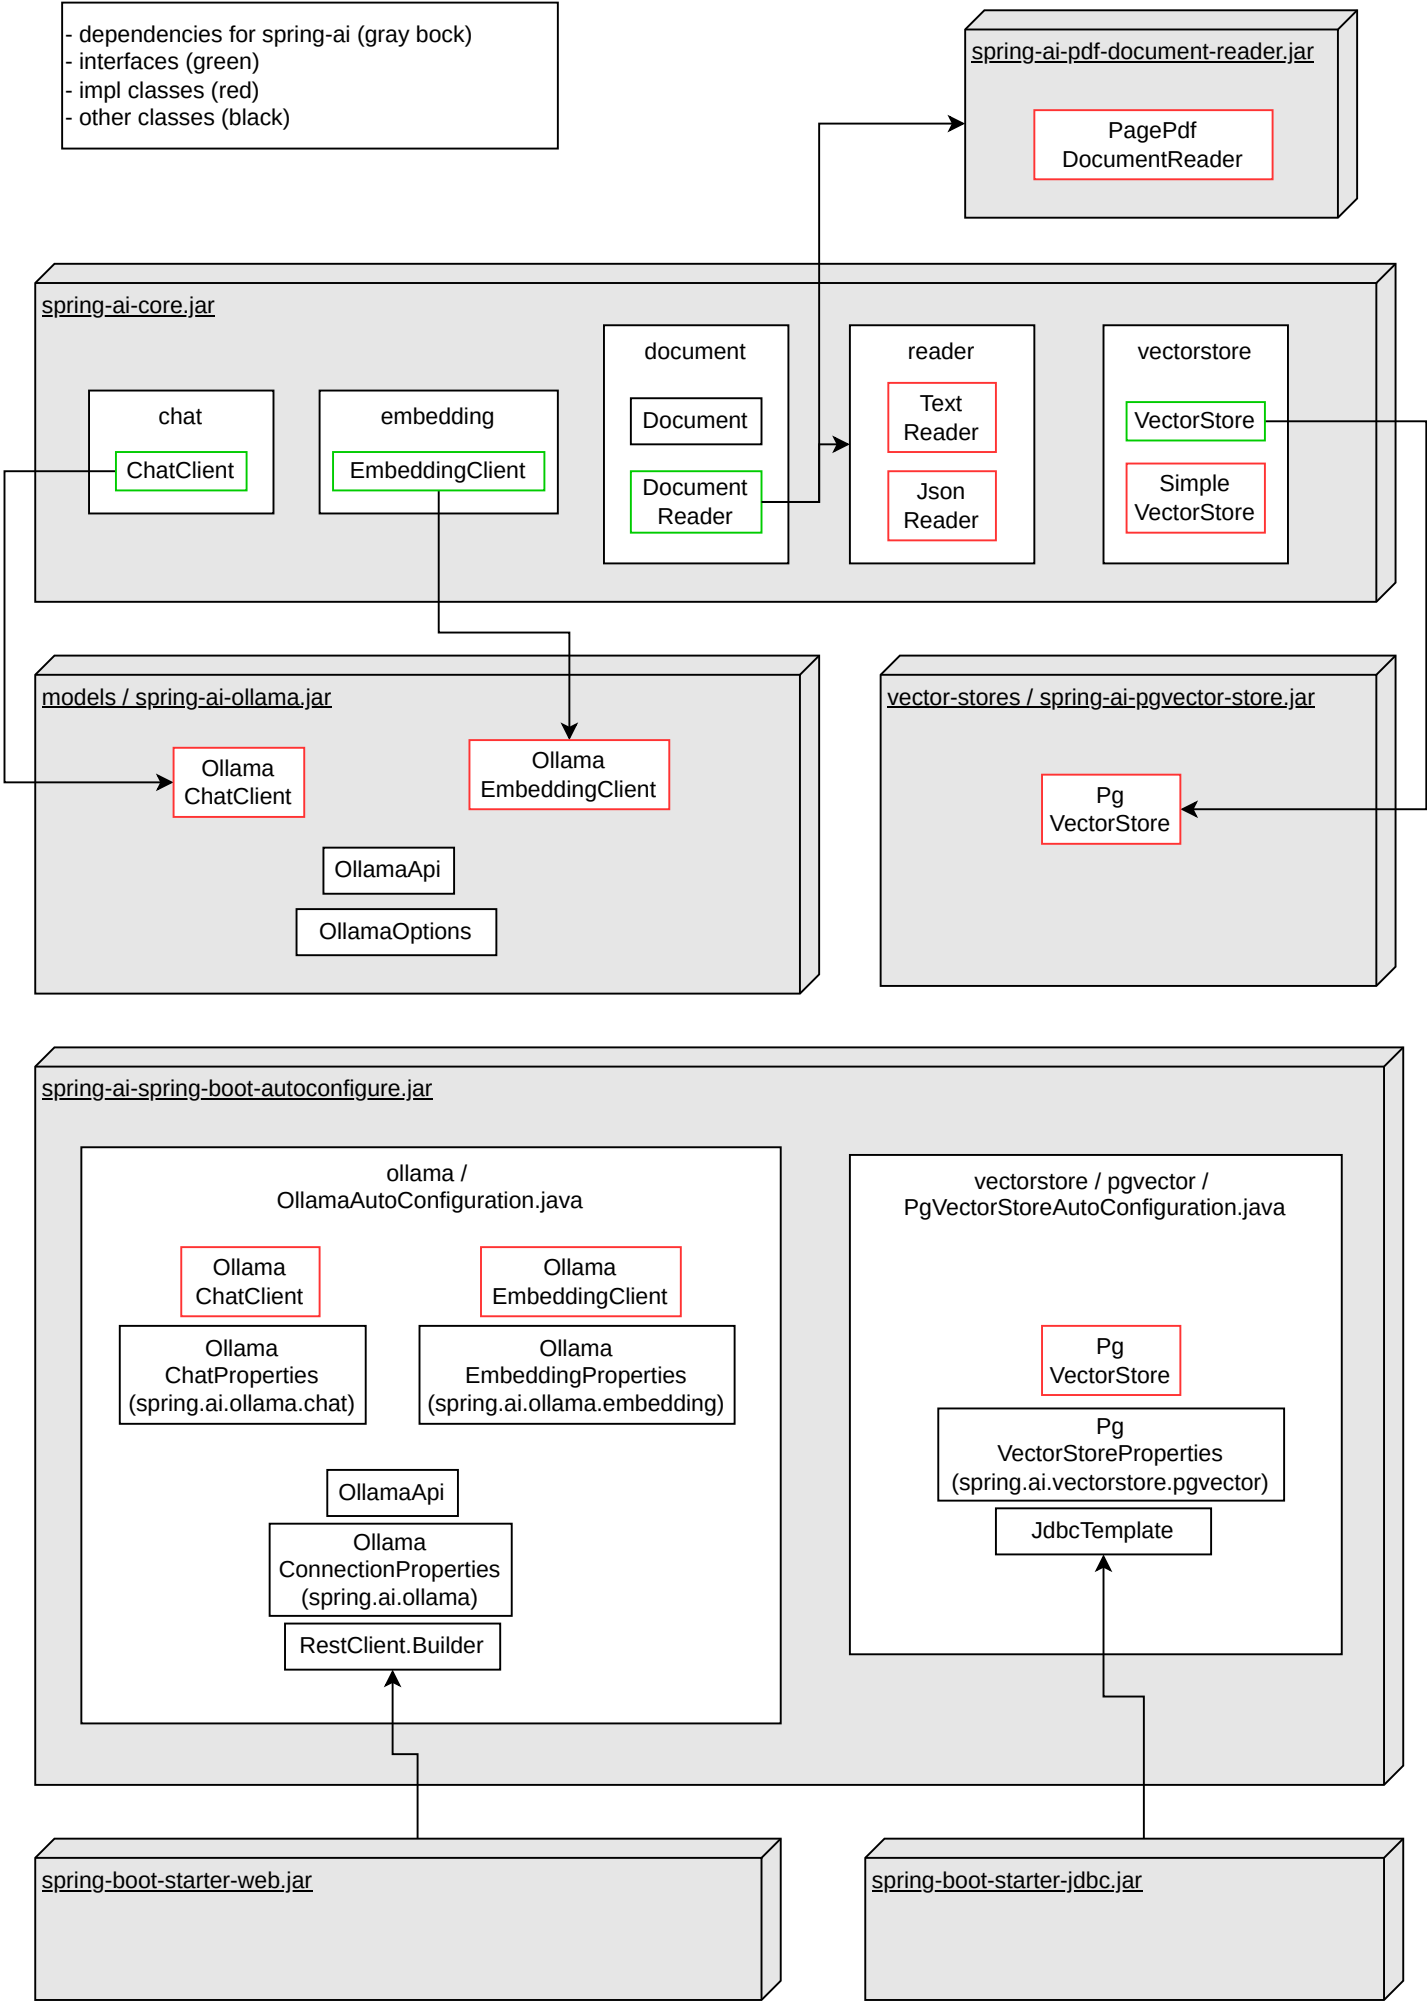 - dependencies for spring-ai (gray bock)
- interfaces (green)
- impl classes (red)
- other classes (black)
spring-ai-pdf-document-reader.jar
PagePdf
DocumentReader
spring-ai-core.jar
chat
ChatClient
embedding
EmbeddingClient
document
Document
Document
Reader
reader
Text
Reader
Json
Reader
vectorstore
VectorStore
Simple
VectorStore
models / spring-ai-ollama.jar
Ollama
ChatClient
Ollama
EmbeddingClient
OllamaApi
OllamaOptions
vector-stores / spring-ai-pgvector-store.jar
Pg
VectorStore
spring-ai-spring-boot-autoconfigure.jar
ollama /
OllamaAutoConfiguration.java
Ollama
ChatClient
Ollama
EmbeddingClient
Ollama
ChatProperties
(spring.ai.ollama.chat)
Ollama
EmbeddingProperties
(spring.ai.ollama.embedding)
OllamaApi
Ollama
ConnectionProperties
(spring.ai.ollama)
RestClient.Builder
vectorstore / pgvector /
PgVectorStoreAutoConfiguration.java
Pg
VectorStore
Pg
VectorStoreProperties
(spring.ai.vectorstore.pgvector)
JdbcTemplate
spring-boot-starter-web.jar
spring-boot-starter-jdbc.jar